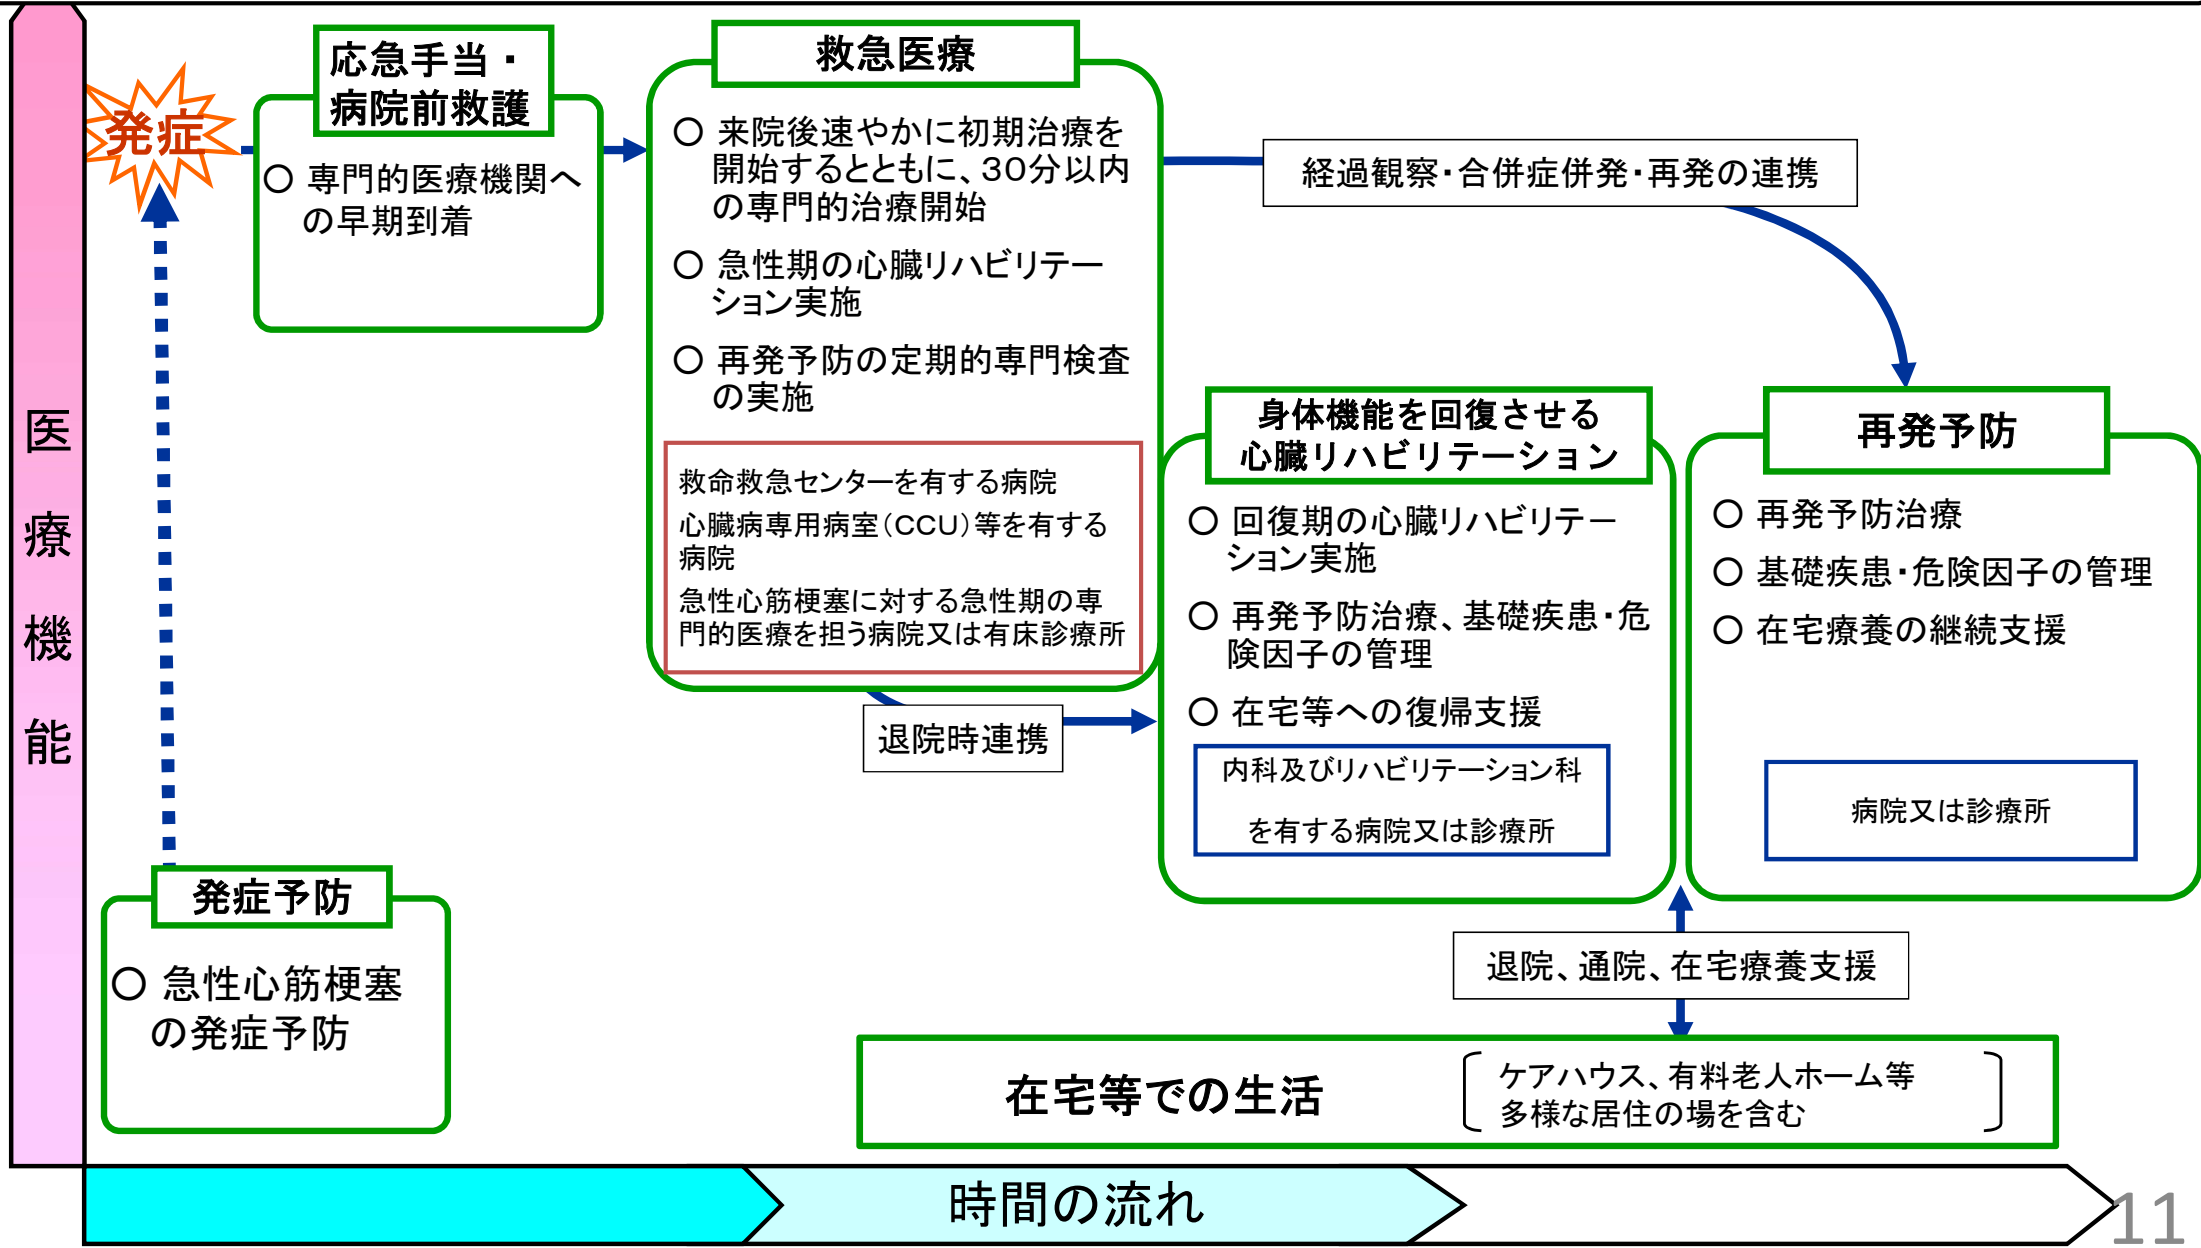 医
療
機
能
発症
応急手当・
病院前救護
○ 専門的医療機関へ
の早期到着
救急医療
○ 来院後速やかに初期治療を
開始するとともに、30分以内
の専門的治療開始
○ 急性期の心臓リハビリテー
ション実施
○ 再発予防の定期的専門検査
の実施
救命救急センターを有する病院
心臓病専用病室(CCU)等を有する
病院
急性心筋梗塞に対する急性期の専
門的医療を担う病院又は有床診療所
経過観察・合併症併発・再発の連携
退院時連携
身体機能を回復させる
心臓リハビリテーション
○ 回復期の心臓リハビリテー
ション実施
○ 再発予防治療、基礎疾患・危
険因子の管理
○ 在宅等への復帰支援
内科及びリハビリテーション科
を有する病院又は診療所
再発予防
○ 再発予防治療
○ 基礎疾患・危険因子の管理
○ 在宅療養の継続支援
病院又は診療所
発症予防
○ 急性心筋梗塞
の発症予防
退院、通院、在宅療養支援
在宅等での生活
ケアハウス、有料老人ホーム等
多様な居住の場を含む
時間の流れ
11